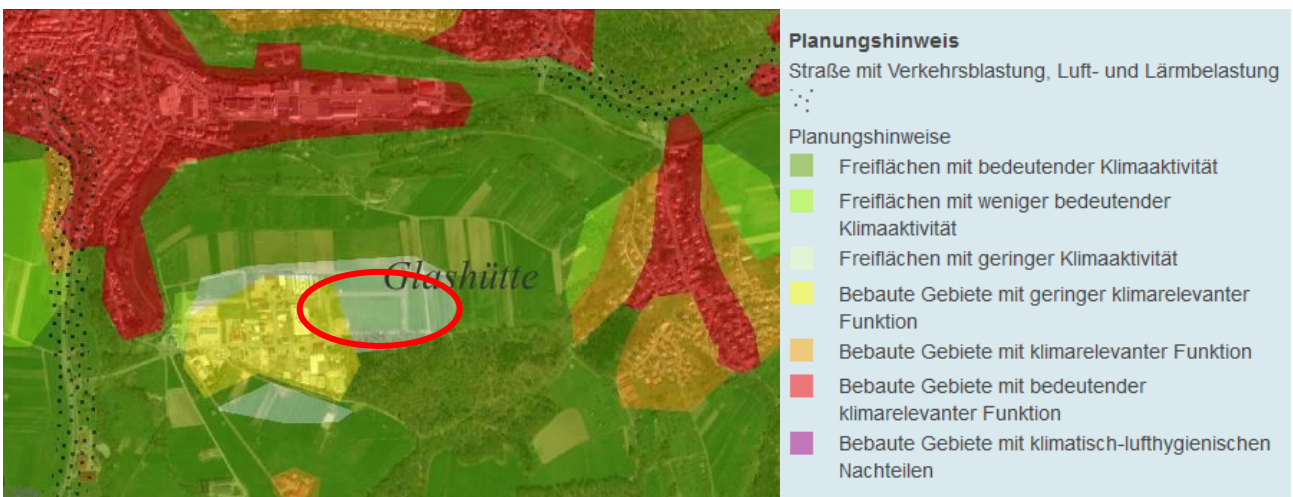 Glashütte
Planungshinweis
Straße mit Verkehrsblastung, Luft- und Lärmbelastung
Planungshinweise
Freiflächen mit bedeutender Klimaaktivität
Freiflächen mit weniger bedeutender
Klimaaktivität
Freiflächen mit geringer Klimaaktivität
Bebaute Gebiete mit geringer klimarelevanter
Funktion
Bebaute Gebiete mit klimarelevanter Funktion
Bebaute Gebiete mit bedeutender
klimarelevanter Funktion
Bebaute Gebiete mit klimatisch-lufthygienischen
Nachteilen